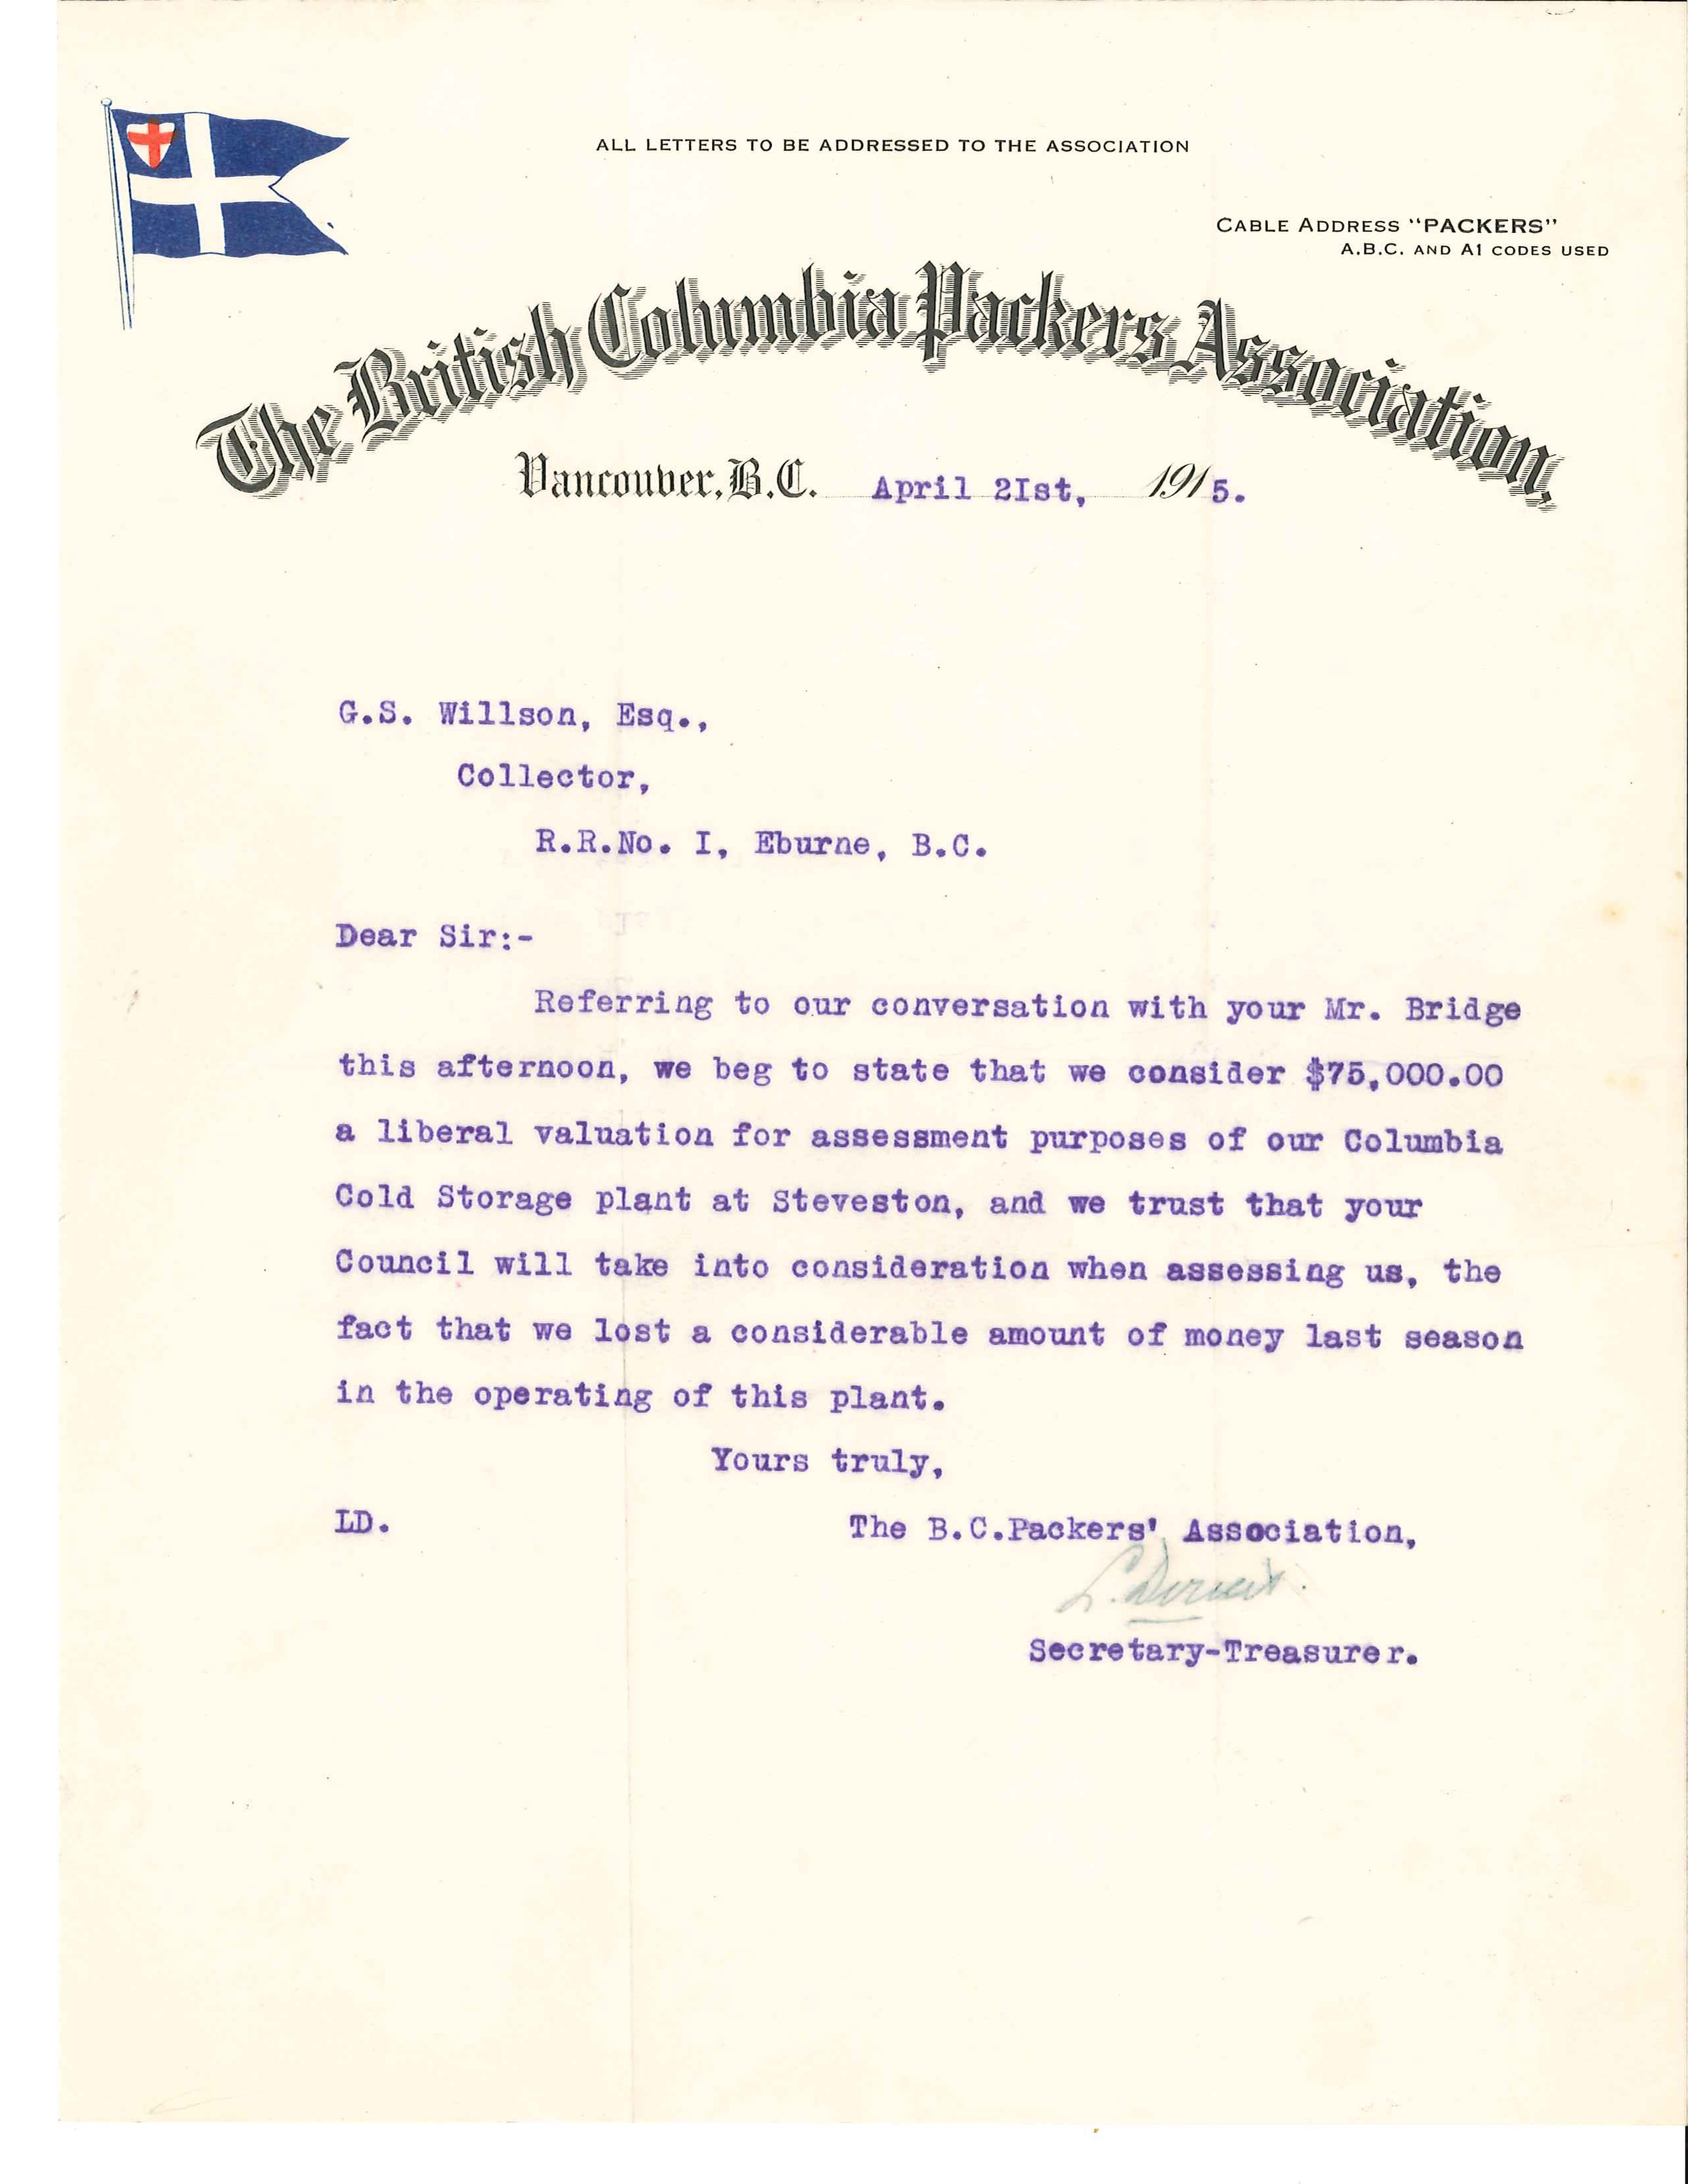 ALL LETTERS TO BE ADDRESSED TO THE ASSOCIATION
CABLE ADDRESS "PACKERS"
A.B.C. AND A1 CODES USED
The British Columbia Packers Association.
Vancouver, B.C. April 2Ist, 1915.
G.S. Willson, Esq.,
Collector,
R.R.No. I, Eburne, B.C.
Dear Sir:-
Referring to our conversation with your Mr. Bridge
this afternoon, we beg to state that we consider $75,000.00
a liberal valuation for assessment purposes of our Columbia
Cold Storage plant at Steveston, and we trust that your
Council will take into consideration when assessing us, the
fact that we lost a considerable amount of money last season
in the operating of this plant.
Yours truly,
LD. The B.C.Packers' Association,
L.
Secretary-Treasurer.